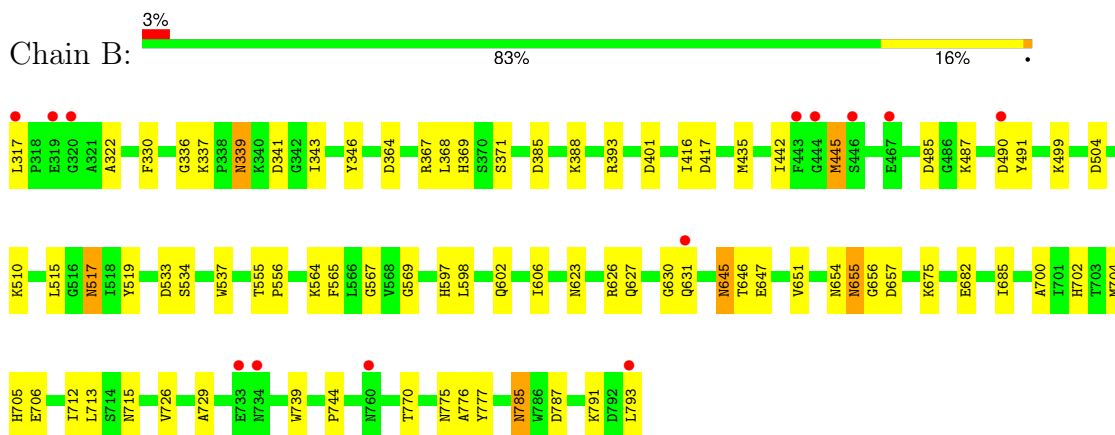 3%
Chain B:
83%
16%
•
L317 P318 E319 G320 A321 A322 F330 G336 K337 P338 N339 K340 D341 G342 I343 Y346 D364 R367 L368 H369 S370 S371 D385 K388 R393 D401 I416 D417 M435 I442 F443 G444 M445 S446 E467 D485 G486 K487 D490 Y491 K499 D504
K510 L515 G516 N517 I518 Y519 D533 S534 W537 T555 P556 K564 F565 L566 G567 V568 G569 H597 L598 Q602 I606 N623 R626 Q627 G630 Q631 N645 T646 E647 V651 N654 N655 G656 D657 K675 E682 I685 A700 I701 H702 T703 M704
H705 E706 I712 L713 S714 N715 V726 A729 E733 N734 W739 P744 N760 T770 N775 A776 Y777 N785 W786 D787 K791 D792 L793